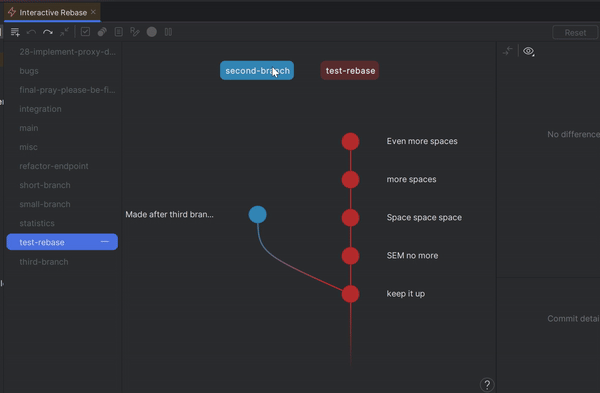 Interactive Rebase
Reset
28-implement-proxy-d...
bugs
final-pray-please-be-fl...
integration
main
misc
refactor-endpoint
short-branch
small-branch
statistics
test-rebase
third-branch
second-branch
test-rebase
Even more spaces
more spaces
Made after third bran...
Space space space
SEM no more
keep it up
?
No difference
Commit detai